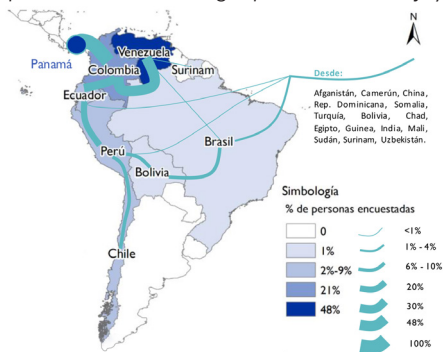 N
Venezuela
Panamá
Colombia
Surinam
Ecuador
Desde:
Afganistán, Camerún, China,
Rep. Dominicana, Somalia,
Turquía, Bolivia, Chad,
Egipto, Guinea, India, Mali,
Sudán, Surinam, Uzbekistán.
Brasil
Perú
Bolivia
Chile
Simbología
% de personas encuestadas
0
1%
2%-9%
21%
48%
<1%
1% - 4%
6% - 10%
20%
30%
48%
100%